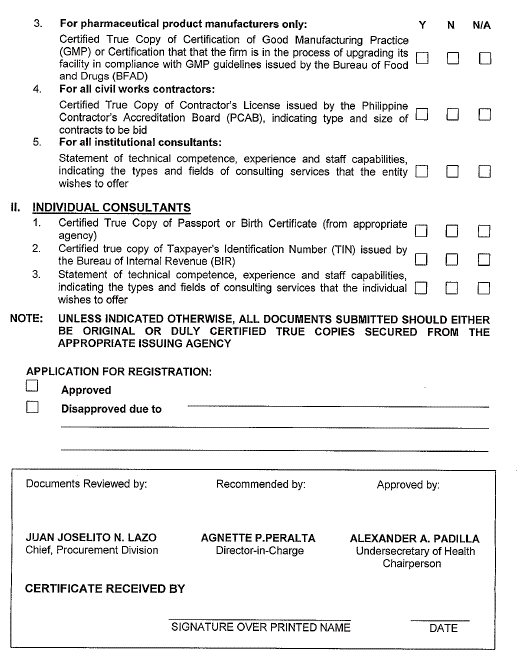 3. For pharmaceutical product manufacturers only: Y N N/A
Certified True Copy of Certification of Good Manufacturing Practice
(GMP) or Certification that that the firm is in the process of upgrading its
facility in compliance with GMP guidelines issued by the Bureau of Food
and Drugs (BFAD)
4. For all civil works contractors:
Certified True Copy of Contractor's License issued by the Philippine
Contractor's Accreditation Board (PCAB), indicating type and size of
contracts to be bid
5. For all institutional consultants:
Statement of technical competence, experience and staff capabilities,
indicating the types and fields of consulting services that the entity
wishes to offer
II. INDIVIDUAL CONSULTANTS
1. Certified True Copy of Passport or Birth Certificate (from appropriate
agency)
2. Certified true copy of Taxpayer's Identification Number (TIN) issued by
the Bureau of Internal Revenue (BIR)
3. Statement of technical competence, experience and staff capabilities,
indicating the types and fields of consulting services that the individual
wishes to offer
NOTE: UNLESS INDICATED OTHERWISE, ALL DOCUMENTS SUBMITTED SHOULD EITHER
BE ORIGINAL OR DULY CERTIFIED TRUE COPIES SECURED FROM THE
APPROPRIATE ISSUING AGENCY
APPLICATION FOR REGISTRATION:
Approved
Disapproved due to
Documents Reviewed by: Recommended by: Approved by:
JUAN JOSELITO N. LAZO AGNETTE P.PERALTA ALEXANDER A. PADILLA
Chief, Procurement Division Director-in-Charge Undersecretary of Health
Chairperson
CERTIFICATE RECEIVED BY
SIGNATURE OVER PRINTED NAME DATE